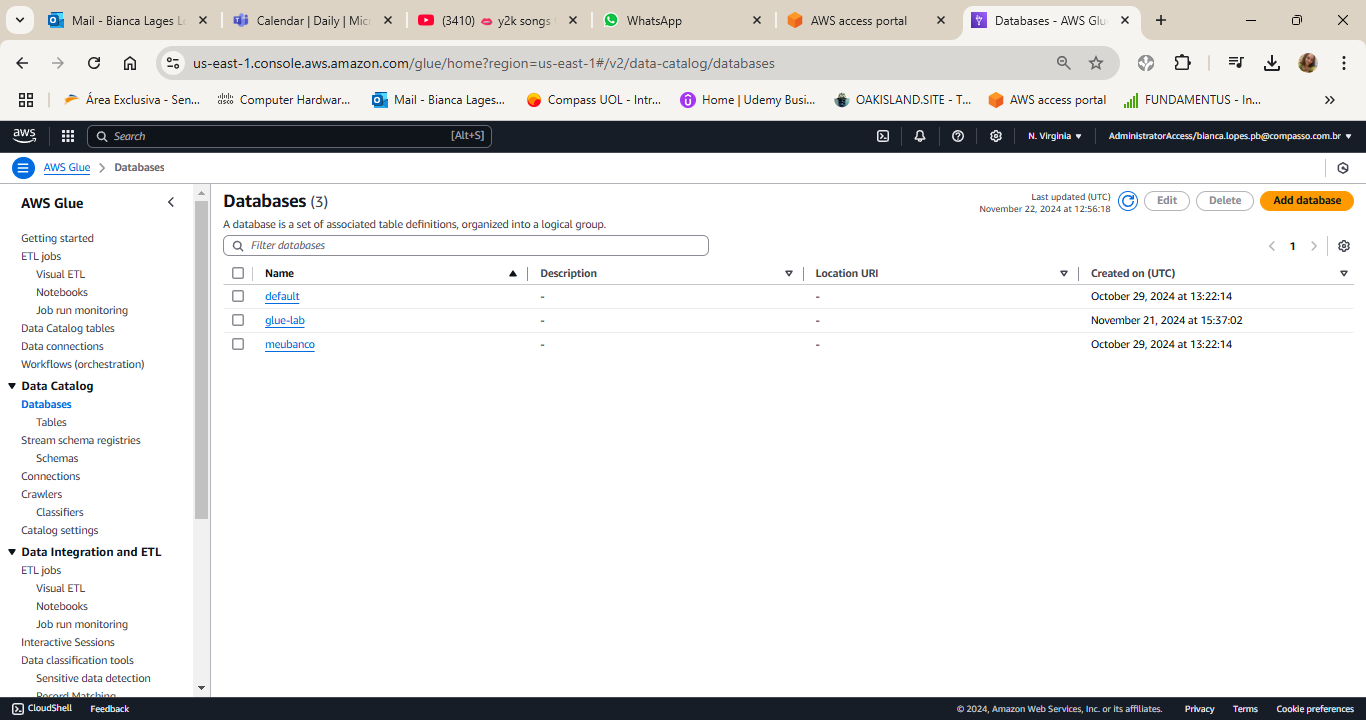 Mail - Bianca Lages Lo
Calendar | Daily | Micr
(3410) 👄 y2k songs t
WhatsApp
AWS access portal
Databases - AWS Glu
us-east-1.console.aws.amazon.com/glue/home?region=us-east-1#/v2/data-catalog/databases
Área Exclusiva - Sen...
Computer Hardwar...
Mail - Bianca Lages...
Compass UOL - Intr...
Home | Udemy Busi...
OAKISLAND.SITE - T...
AWS access portal
FUNDAMENTUS - In...
aws
Search
[Alt+S]
N. Virginia
AdministratorAccess/bianca.lopes.pb@compasso.com.br
AWS Glue
Databases
AWS Glue
Getting started
ETL jobs
Visual ETL
Notebooks
Job run monitoring
Data Catalog tables
Data connections
Workflows (orchestration)
Data Catalog
Databases
Tables
Stream schema registries
Schemas
Connections
Crawlers
Classifiers
Catalog settings
Data Integration and ETL
ETL jobs
Visual ETL
Notebooks
Job run monitoring
Interactive Sessions
Data classification tools
Sensitive data detection
Record Matching
Databases (3)
Last updated (UTC)
November 22, 2024 at 12:56:18
Edit
Delete
Add database
A database is a set of associated table definitions, organized into a logical group.
Filter databases
1
Name Description Location URI Created on (UTC)
default - - October 29, 2024 at 13:22:14
glue-lab - - November 21, 2024 at 15:37:02
meubanco - - October 29, 2024 at 13:22:14
CloudShell
Feedback
© 2024, Amazon Web Services, Inc. or its affiliates.
Privacy
Terms
Cookie preferences